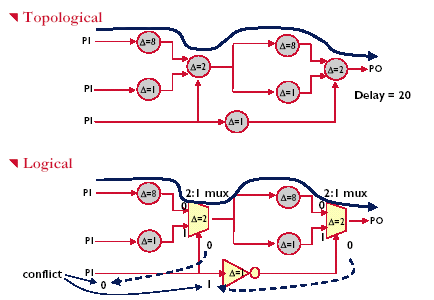 Topological
PI
Δ=8
Δ=8
Δ=2
Δ=2
PO
PI
Δ=1
Δ=1
Delay = 20
PI
Δ=1
Logical
PI
Δ=8
2:1 mux
Δ=8
2:1 mux
0
0
Δ=2
Δ=2
PO
PI
Δ=1
1
Δ=1
1
0
0
conflict
PI
Δ=1
0
1